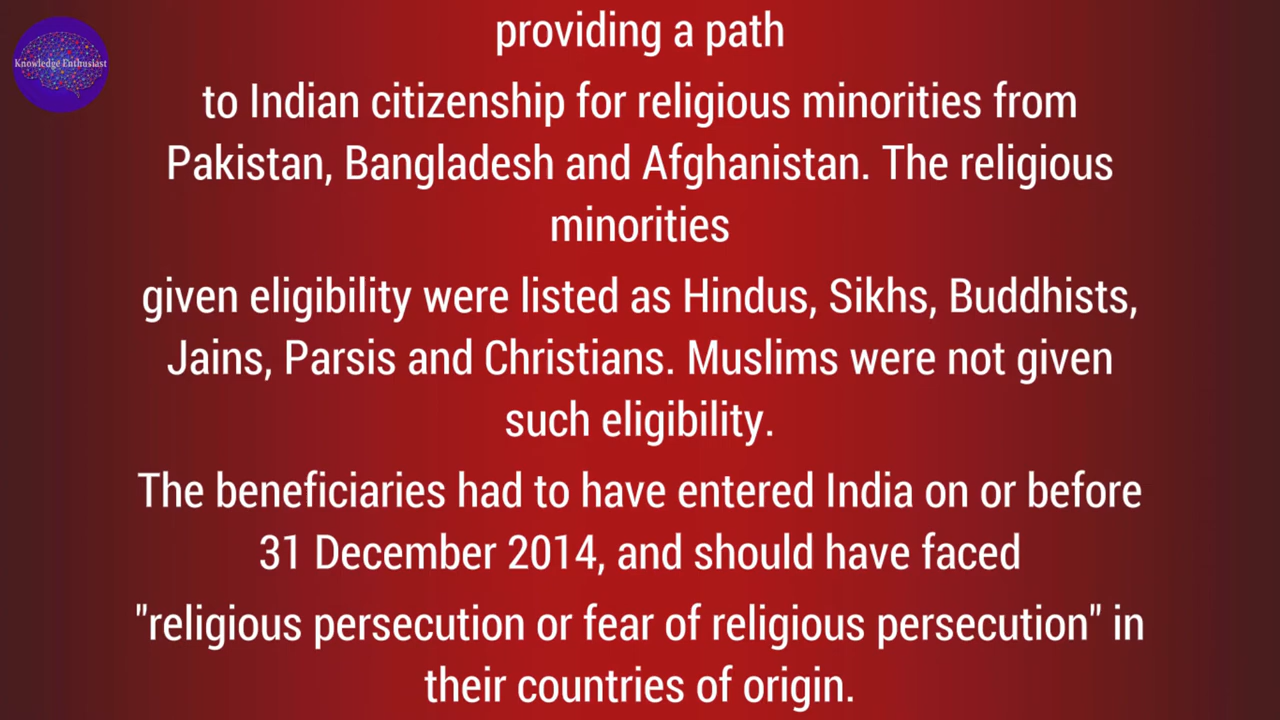 Knowledge Enthusiast
providing a path
to Indian citizenship for religious minorities from
Pakistan, Bangladesh and Afghanistan. The religious
minorities
given eligibility were listed as Hindus, Sikhs, Buddhists,
Jains, Parsis and Christians. Muslims were not given
such eligibility.
The beneficiaries had to have entered India on or before
31 December 2014, and should have faced
"religious persecution or fear of religious persecution" in
their countries of origin.